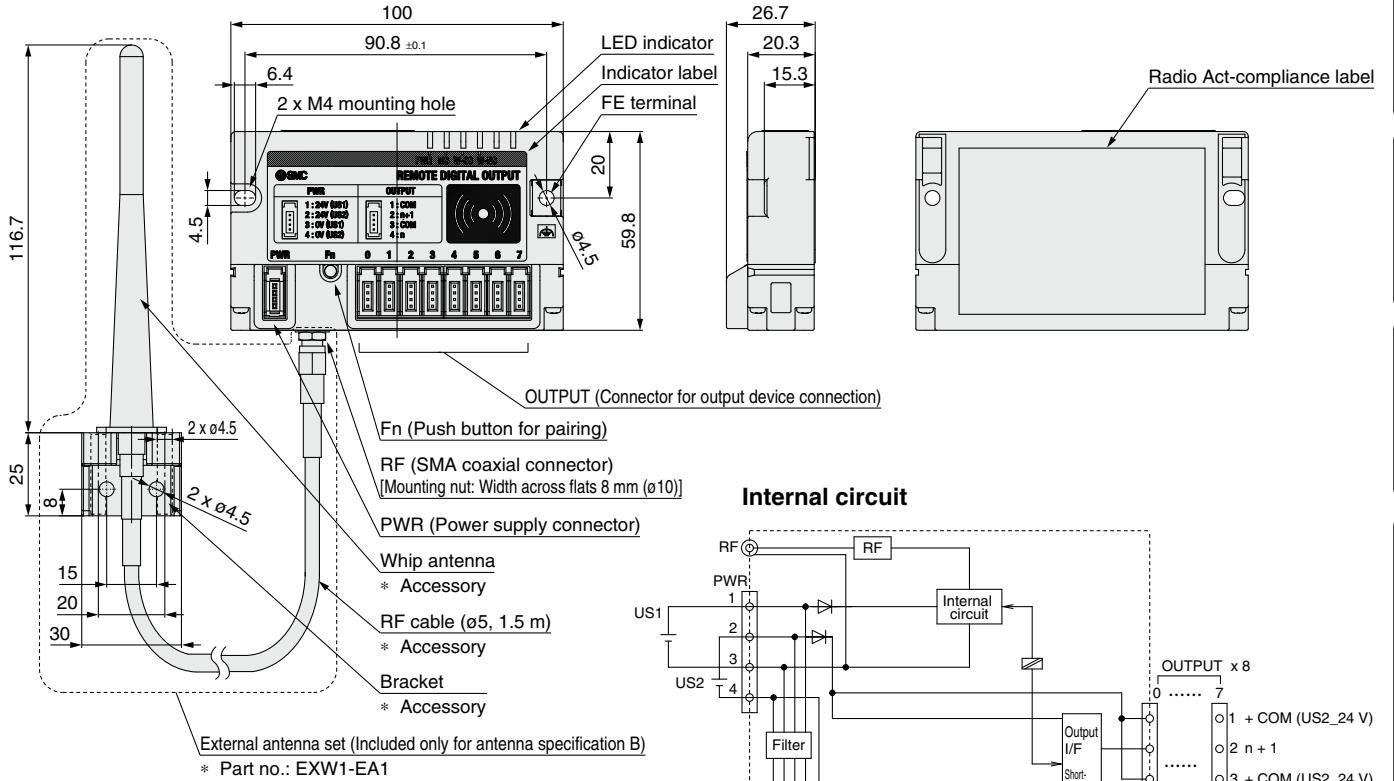 100
90.8 ±0.1
6.4
2 x M4 mounting hole
LED indicator
Indicator label
FE terminal
26.7
20.3
15.3
Radio Act-compliance label
SMC
REMOTE DIGITAL OUTPUT
PWR
1 : 24V (US1)
2 : 24V (US2)
3 : 0V (US1)
4 : 0V (US2)
OUTPUT
1 : COM
2 : n+1
3 : COM
4 : n
PWR
Fn
0 1 2 3 4 5 6 7
20
ø4.5
59.8
4.5
116.7
OUTPUT (Connector for output device connection)
Fn (Push button for pairing)
RF (SMA coaxial connector)
[Mounting nut: Width across flats 8 mm (ø10)]
PWR (Power supply connector)
Whip antenna
* Accessory
RF cable (ø5, 1.5 m)
* Accessory
Bracket
* Accessory
2 x ø4.5
2 x ø4.5
25
8
15
20
30
External antenna set (Included only for antenna specification B)
* Part no.: EXW1-EA1
Internal circuit
RF
RF
PWR
1
2
3
4
US1
US2
Internal
circuit
Filter
Output
I/F
Short-
OUTPUT x 8
0 ...... 7
1 + COM (US2_24 V)
2 n + 1
......
3 + COM (US2_24 V)